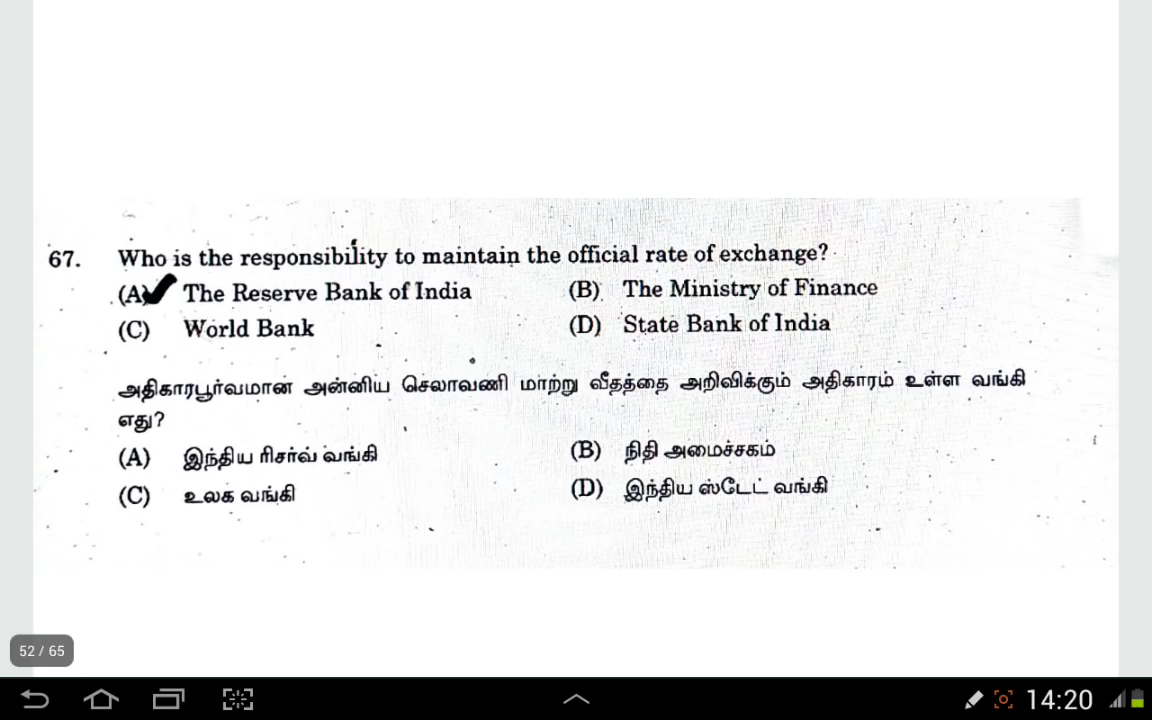 67. Who is the responsibility to maintain the official rate of exchange?
(A) The Reserve Bank of India (B) The Ministry of Finance
(C) World Bank (D) State Bank of India
அதிகாரபூர்வமான அன்னிய செலாவணி மாற்று வீதத்தை அறிவிக்கும் அதிகாரம் உள்ள வங்கி
எது?
(A) இந்திய ரிசர்வ் வங்கி (B) நிதி அமைச்சகம்
(C) உலக வங்கி (D) இந்திய ஸ்டேட் வங்கி
52 / 65
14:20